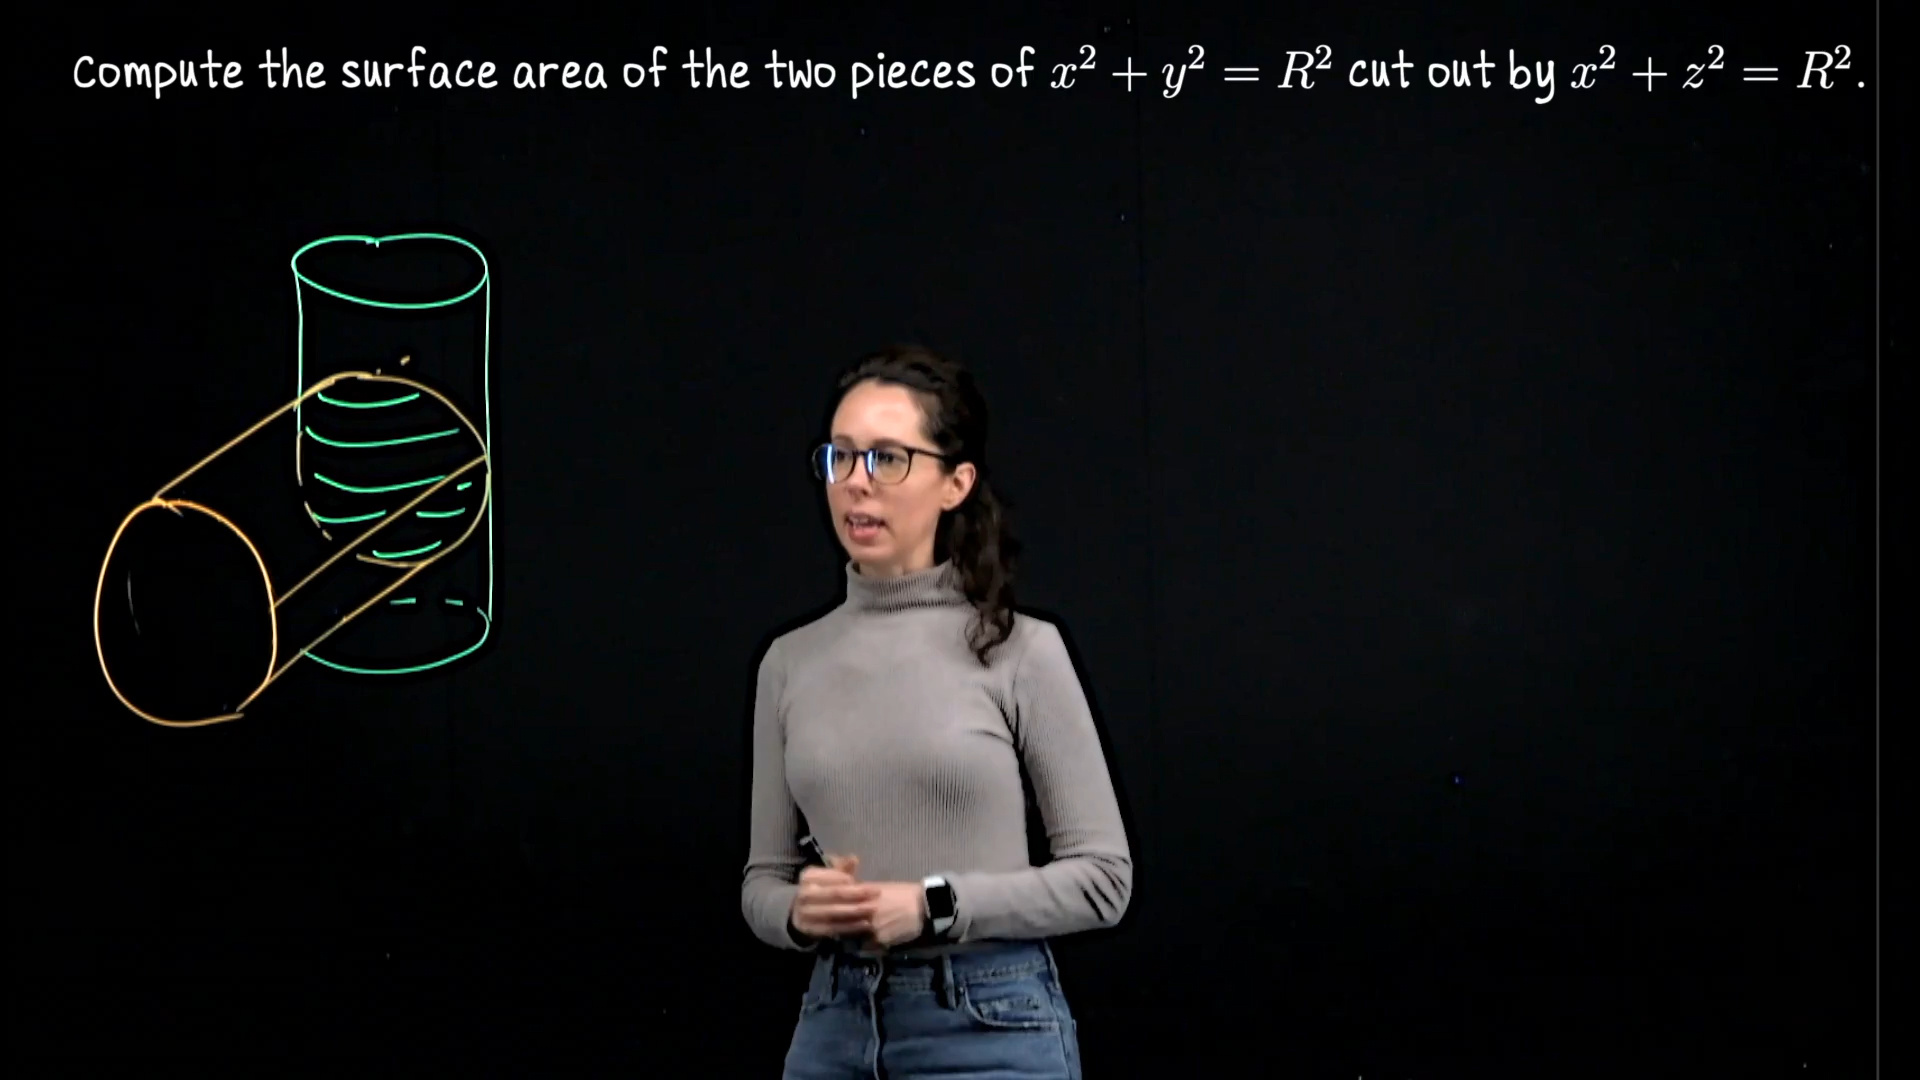 Compute the surface area of the two pieces of x² + y² = R² cut out by x² + z² = R².